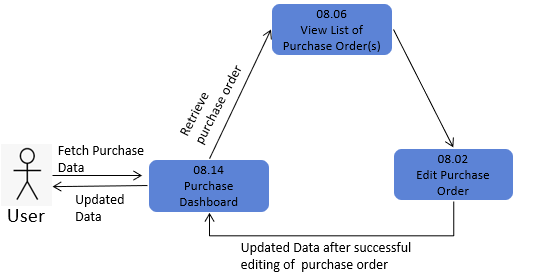 08.06
View List of
Purchase Order(s)
Retrieve
purchase order
Fetch Purchase
Data
User
Updated
Data
08.14
Purchase
Dashboard
08.02
Edit Purchase
Order
Updated Data after successful
editing of purchase order